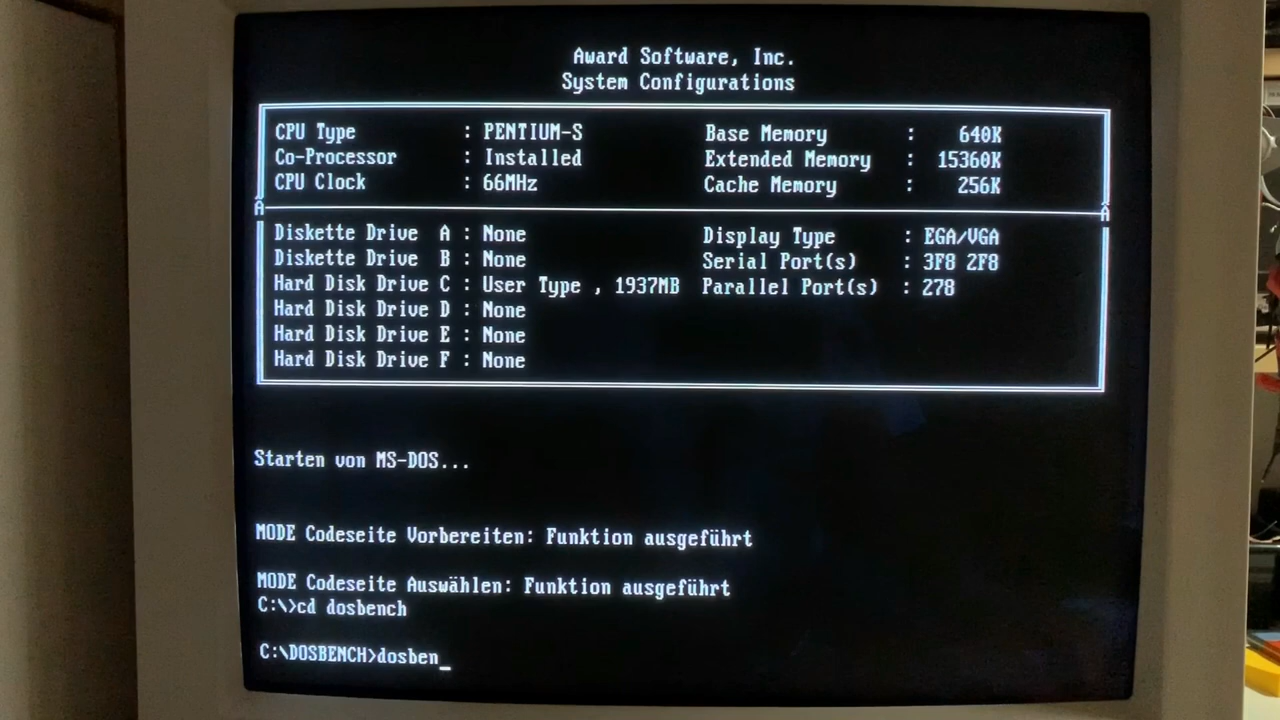 Award Software, Inc.
System Configurations
CPU Type : PENTIUM-S Base Memory : 640K
Co-Processor : Installed Extended Memory : 15360K
CPU Clock : 66MHz Cache Memory : 256K
Â Â
Diskette Drive A : None Display Type : EGA/VGA
Diskette Drive B : None Serial Port(s) : 3F8 2F8
Hard Disk Drive C : User Type , 1937MB Parallel Port(s) : 278
Hard Disk Drive D : None
Hard Disk Drive E : None
Hard Disk Drive F : None
Starten von MS-DOS...
MODE Codeseite Vorbereiten: Funktion ausgeführt
MODE Codeseite Auswählen: Funktion ausgeführt
C:\>cd dosbench
C:\DOSBENCH>dosben_